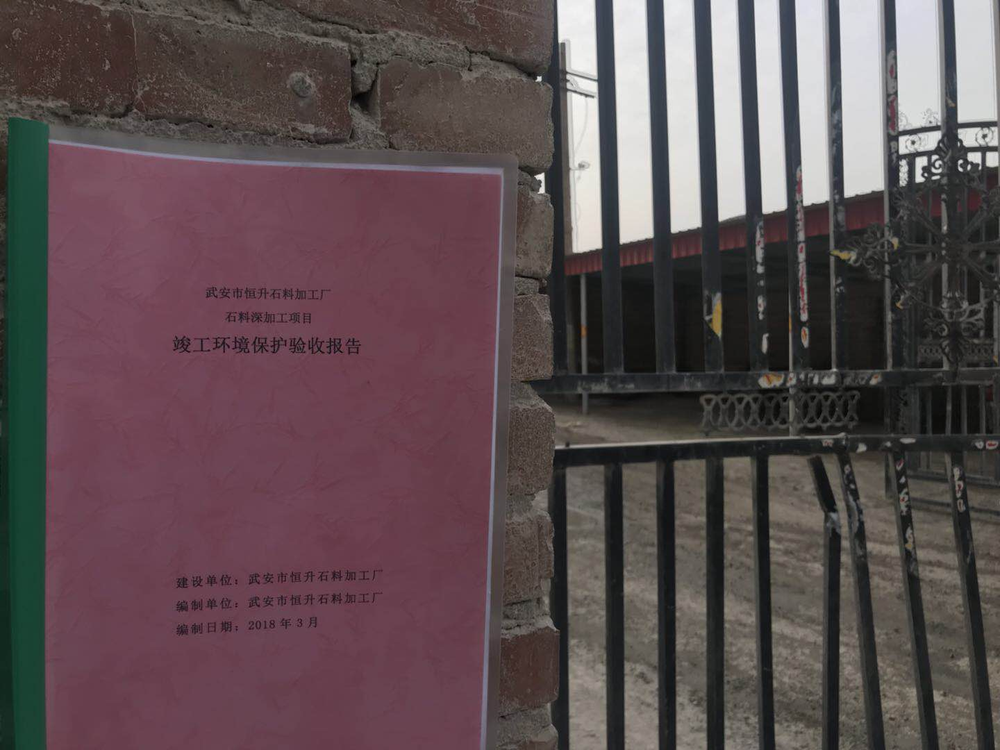 武安市恒升石料加工厂
石料深加工项目
竣工环境保护验收报告
建设单位：武安市恒升石料加工厂
编制单位：武安市恒升石料加工厂
编制日期：2018 年 3 月